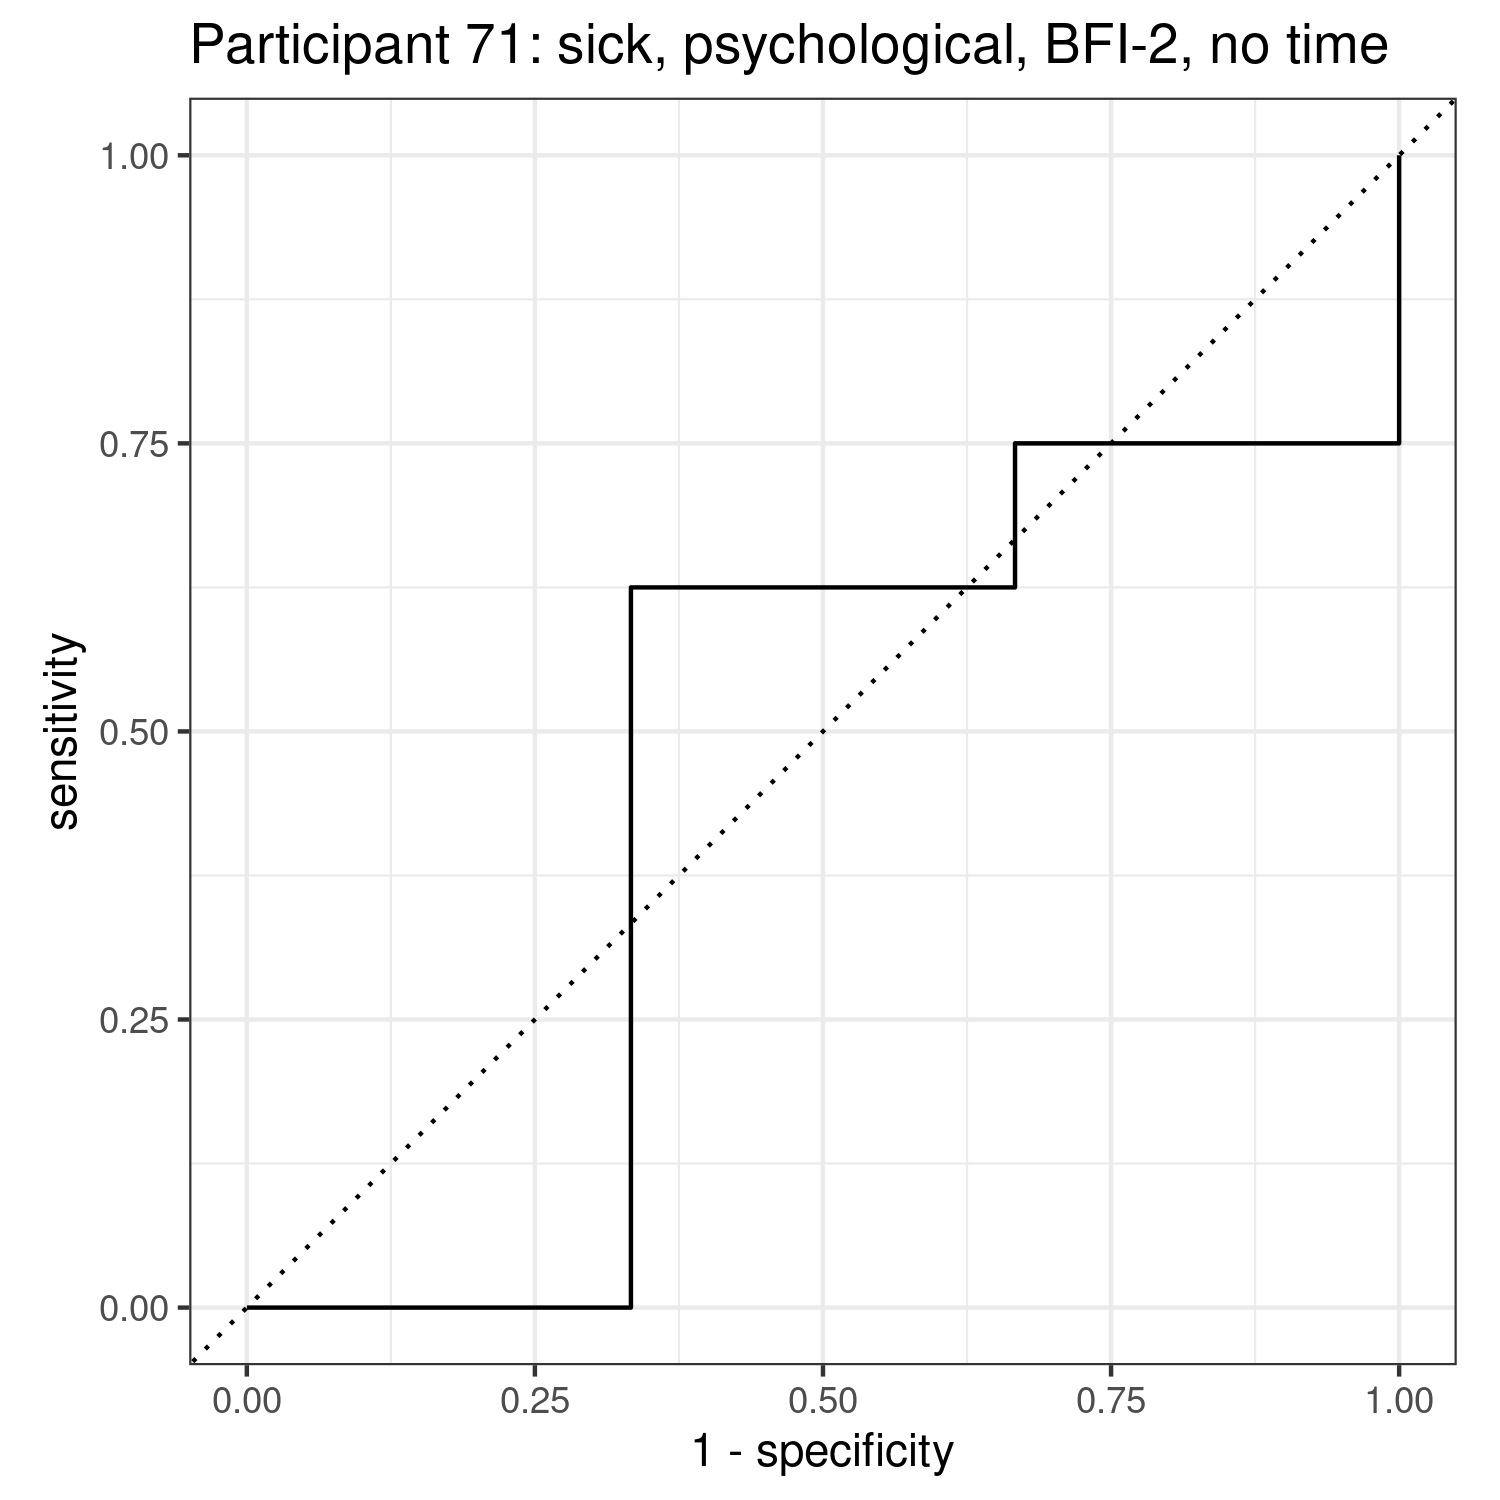 Participant 71: sick, psychological, BFI-2, no time
1.00
0.75
0.50
0.25
0.00
sensitivity
0.00 0.25 0.50 0.75 1.00
1 - specificity